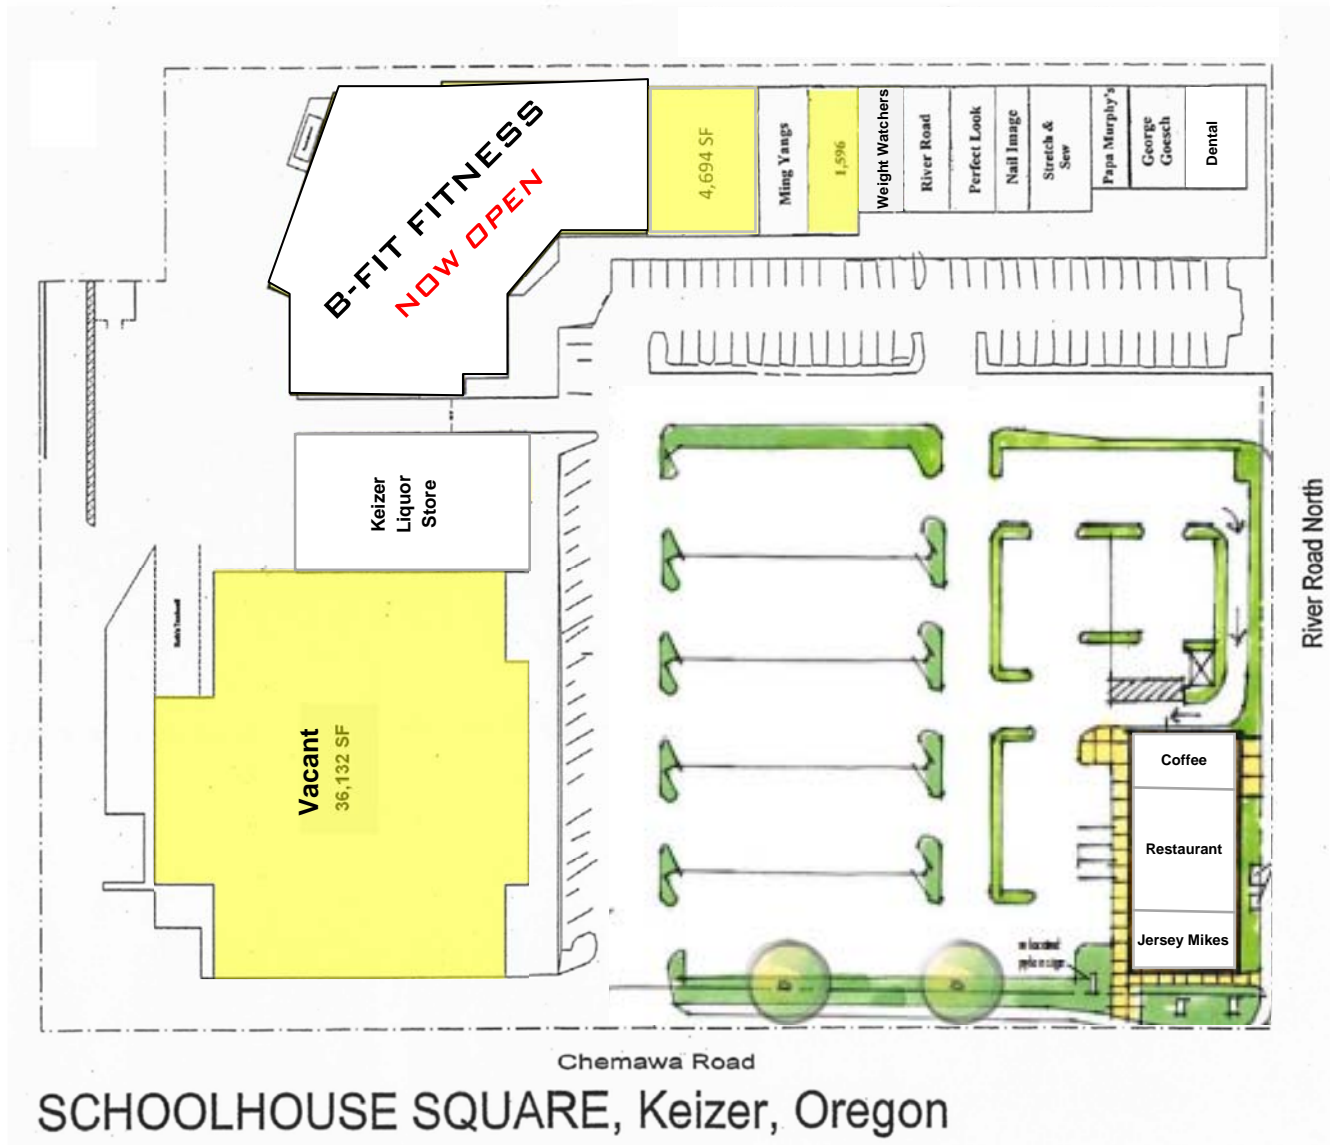 B-FIT FITNESS
NOW OPEN
4,694 SF
Ming Yangs
1,596
Weight Watchers
River Road
Perfect Look
Nail Image
Stretch &
Sew
Papa Murphy's
George
Goesch
Dental
Keizer
Liquor
Store
Vacant
36,132 SF
River Road North
Coffee
Restaurant
Jersey Mikes
pylon sign
Chemawa Road
SCHOOLHOUSE SQUARE, Keizer, Oregon